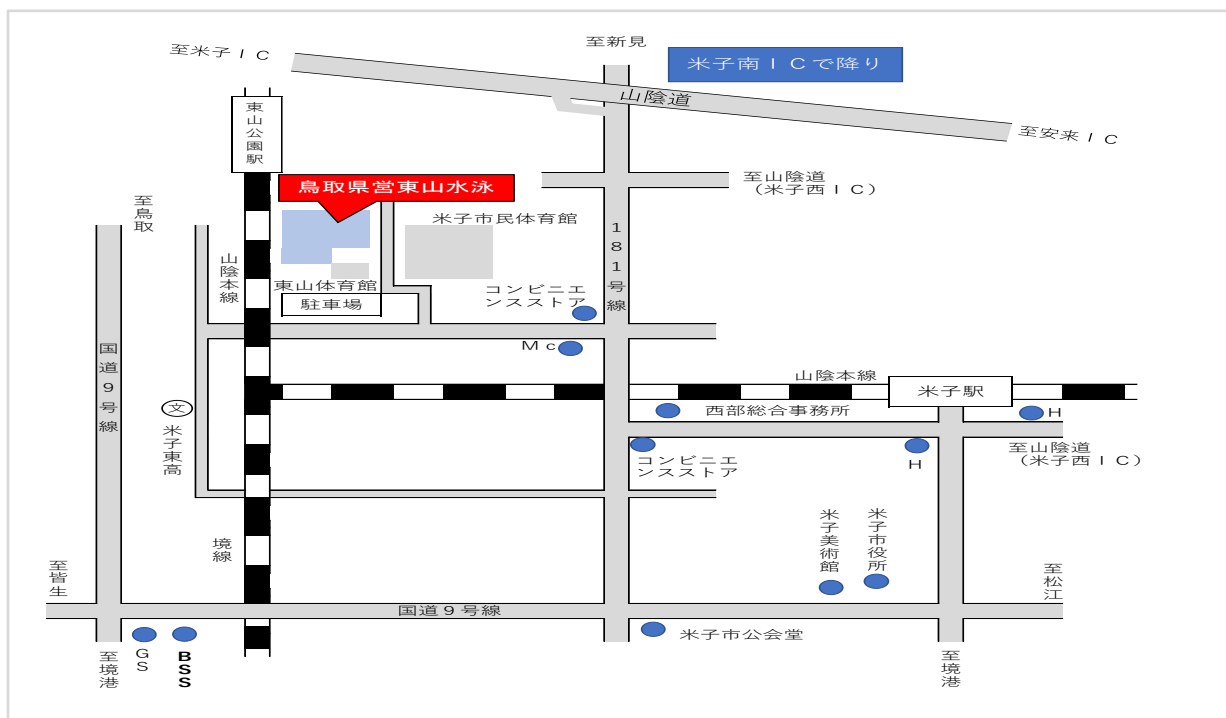 至新見
至米子ＩＣ
米子南ＩＣで降り
山陰道
東山公園駅
至安来ＩＣ
至山陰道
（米子西ＩＣ）
鳥取県営東山水泳
至鳥取
米子市民体育館
181号線
山陰本線
東山体育館
駐車場
コンビニエ
ンスストア
Ｍｃ
国道9号線
山陰本線
米子駅
文
米子東高
西部総合事務所
Ｈ
コンビニエ
ンスストア
Ｈ
至山陰道
（米子西ＩＣ）
米子美術館
米子市役所
境線
至皆生
至松江
国道９号線
米子市公会堂
至境港
GS
BSS
至境港